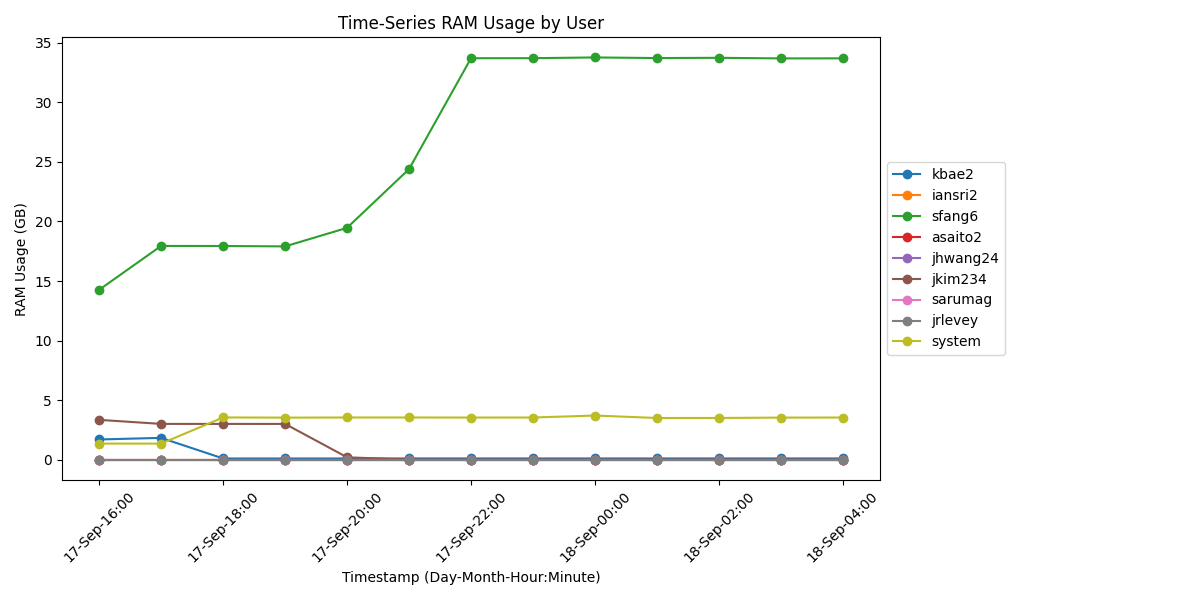 Time-Series RAM Usage by User
RAM Usage (GB)
35
30
25
20
15
10
5
0
17-Sep-16:00
17-Sep-18:00
17-Sep-20:00
17-Sep-22:00
18-Sep-00:00
18-Sep-02:00
18-Sep-04:00
Timestamp (Day-Month-Hour:Minute)
kbae2
iansri2
sfang6
asaito2
jhwang24
jkim234
sarumag
jrlevey
system